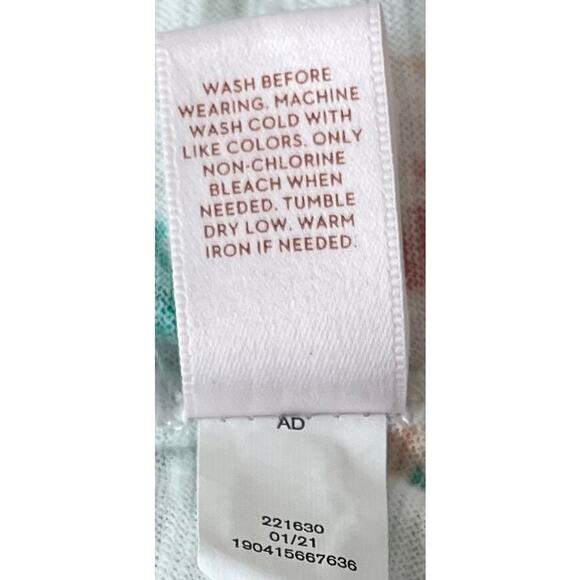 WASH BEFORE
WEARING. MACHINE
WASH COLD WITH
LIKE COLORS. ONLY
NON-CHLORINE
BLEACH WHEN
NEEDED. TUMBLE
DRY LOW. WARM
IRON IF NEEDED.
AD
221630
01/21
190415667636